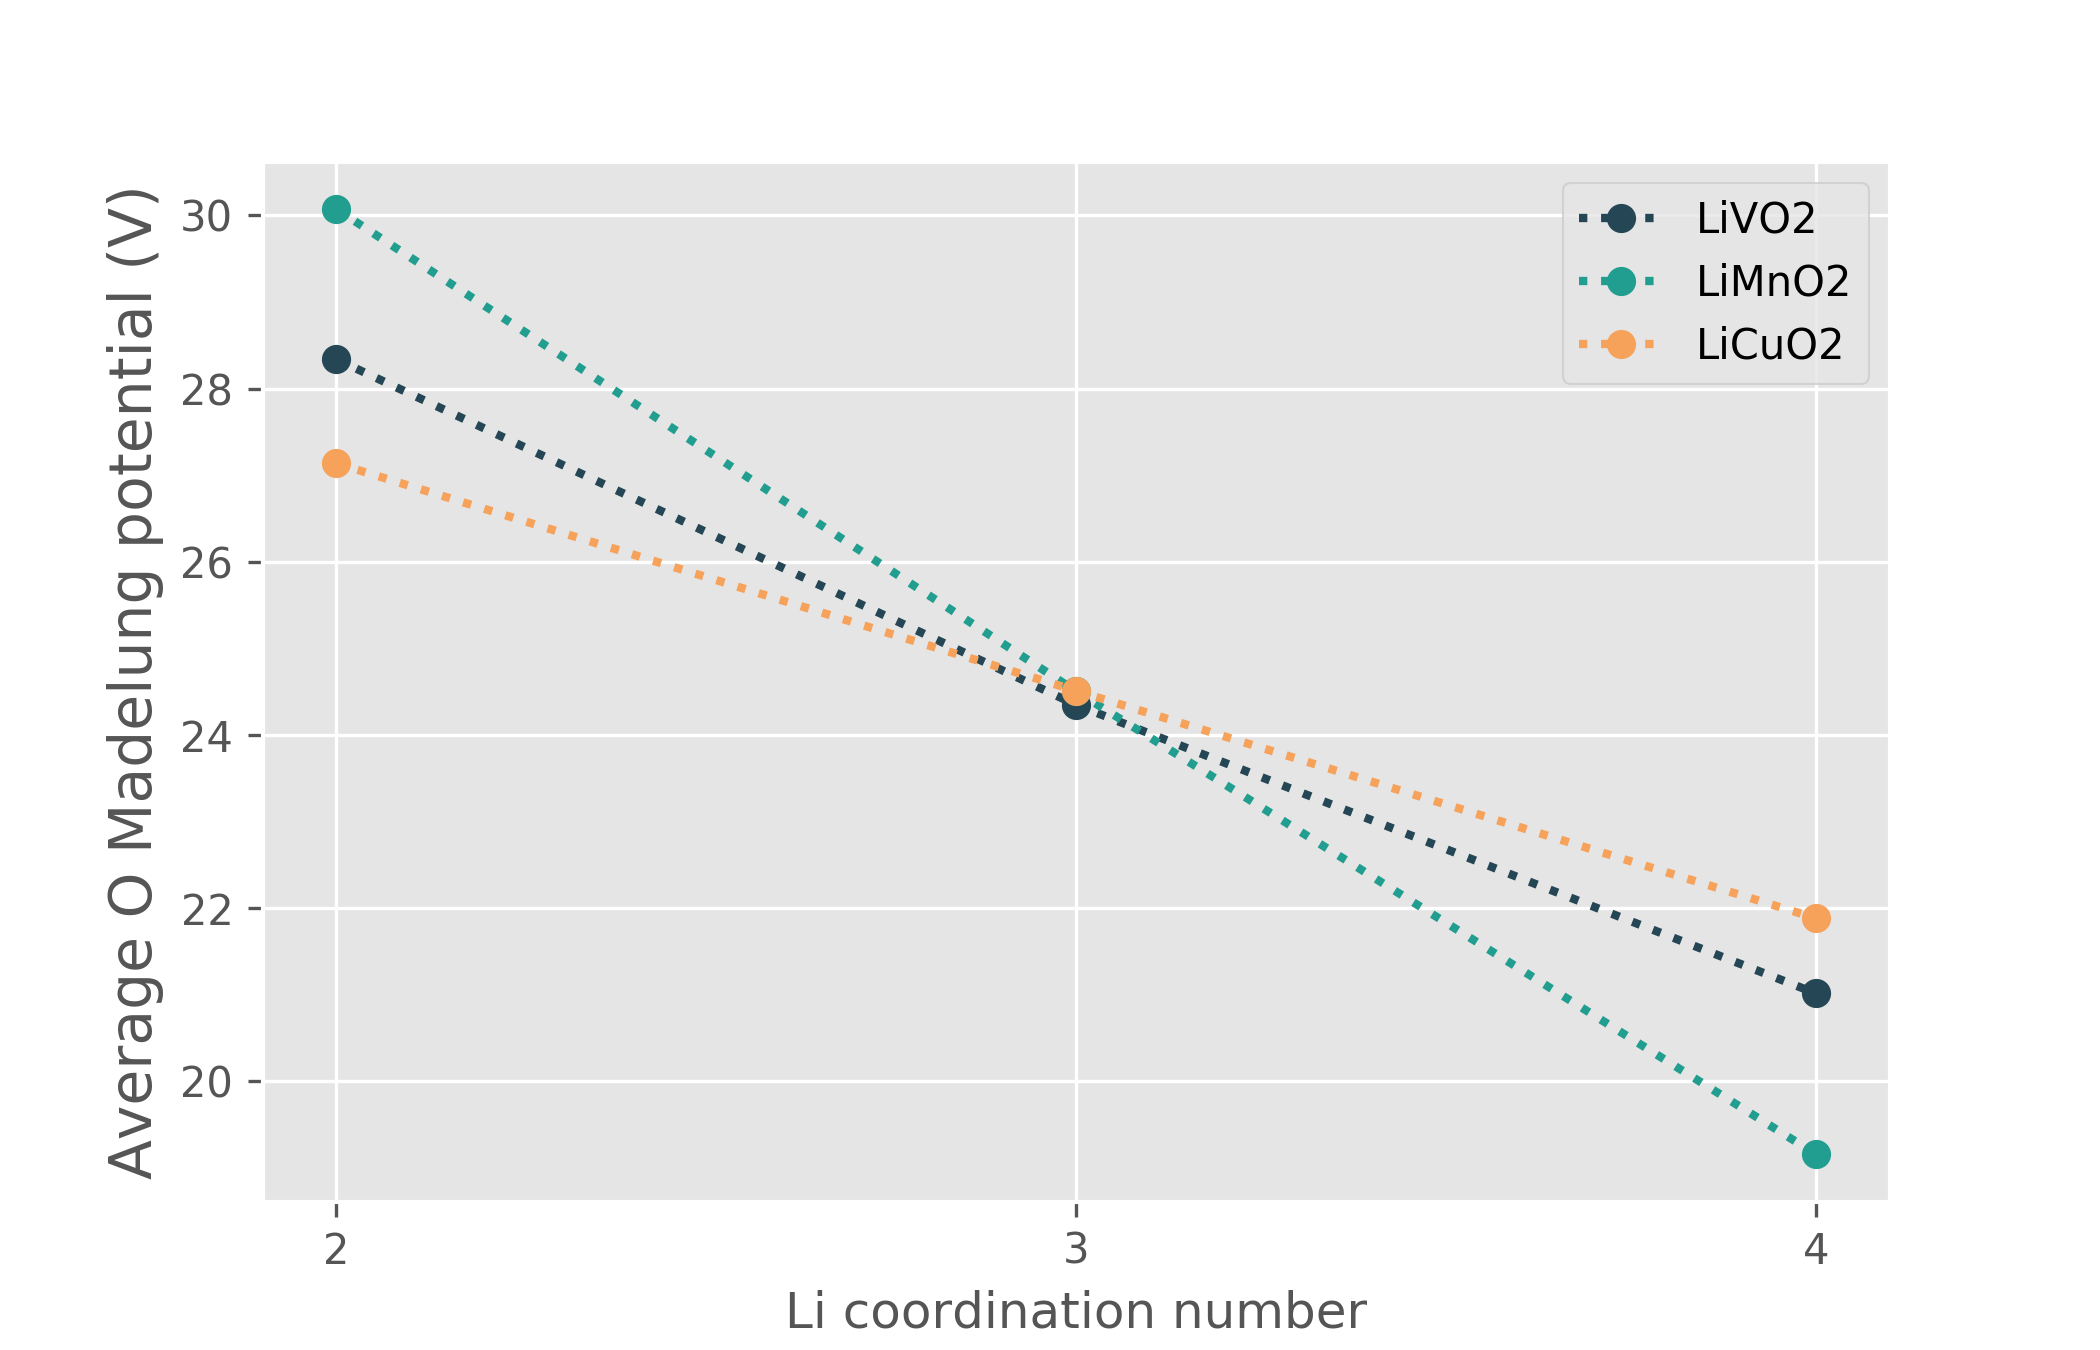 Average O Madelung potential (V)
30
28
26
24
22
20
LiVO2
LiMnO2
LiCuO2
2
3
4
Li coordination number